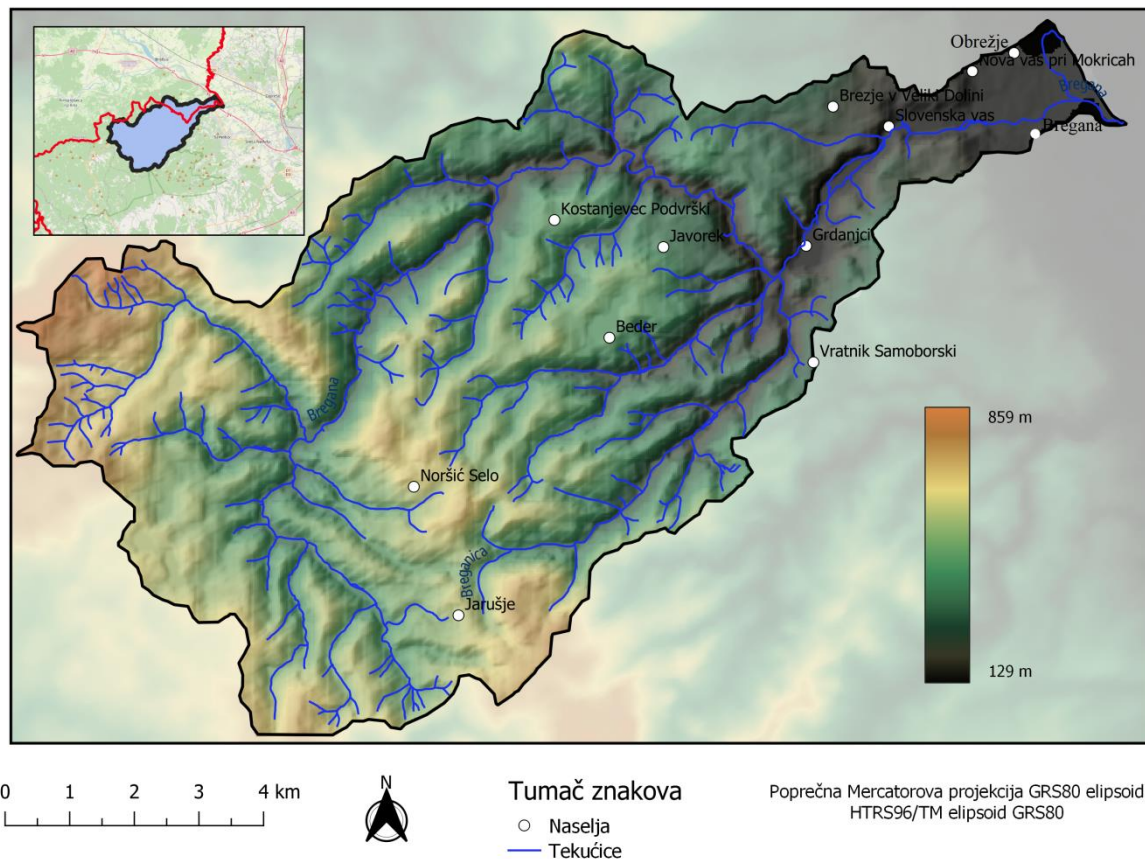 Obrežje
Nova vas pri Mokricah
Bregana
Brezje v Veliki Dolini
Slovenska vas
Bregana
Kostanjevec Podvrški
Javorek
Grdanjci
Beder
Vratnik Samoborski
Bregana
859 m
Noršić Selo
Breganica
Jarušje
129 m
0 1 2 3 4 km
N
Tumač znakova
Naselja
Tekućice
Poprečna Mercatorova projekcija GRS80 elipsoid
HTRS96/TM elipsoid GRS80